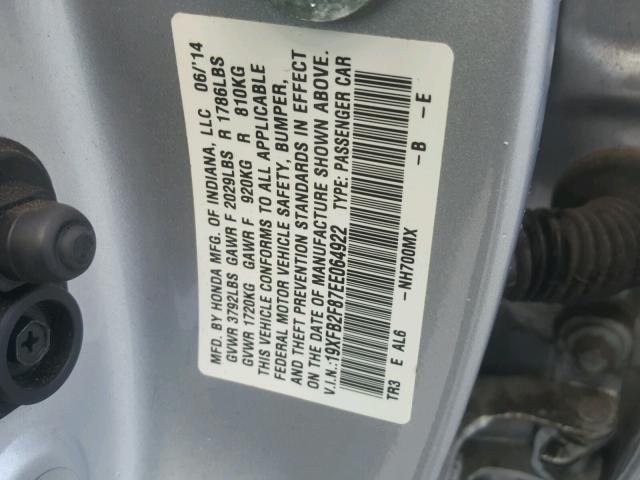 MFD. BY HONDA MFG. OF INDIANA, LLC 06/'14
GVWR 3792LBS GAWR F 2029LBS R 1786LBS
GVWR 1720KG GAWR F 920KG R 810KG
THIS VEHICLE CONFORMS TO ALL APPLICABLE
FEDERAL MOTOR VEHICLE SAFETY, BUMPER,
AND THEFT PREVENTION STANDARDS IN EFFECT
ON THE DATE OF MANUFACTURE SHOWN ABOVE.
V.I.N.:19XFB2F87EE064922 TYPE: PASSENGER CAR
TR3 E AL6 -NH700MX -B -E